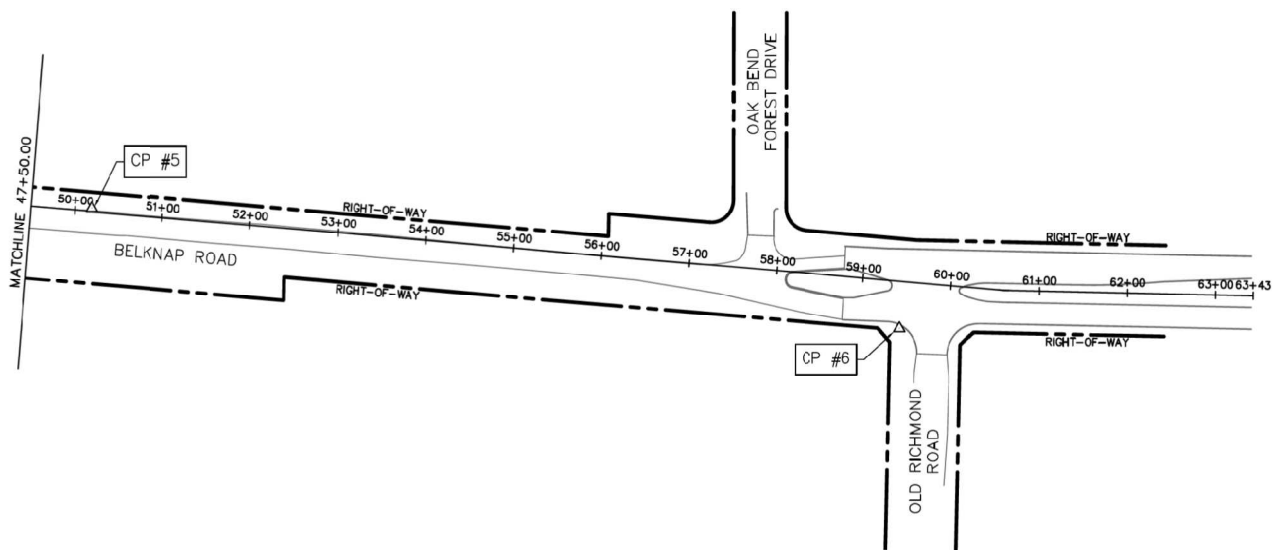 OAK BEND
FOREST DRIVE
MATCHLINE 47+50.00
CP #5
RIGHT-OF-WAY
50+00
51+00
52+00
53+00
54+00
55+00
56+00
57+00
58+00
59+00
60+00
61+00
62+00
63+00 63+43
BELKNAP ROAD
RIGHT-OF-WAY
RIGHT-OF-WAY
RIGHT-OF-WAY
CP #6
OLD RICHMOND
ROAD